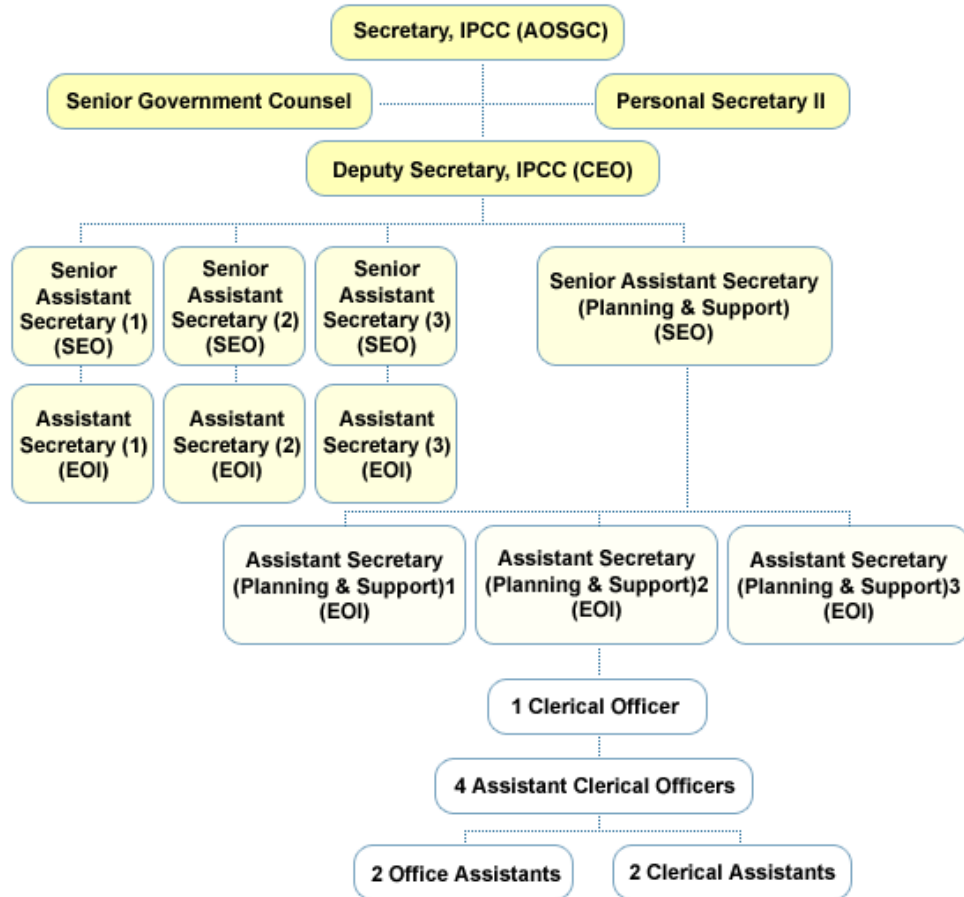 Secretary, IPCC (AOSGC)
Senior Government Counsel
Personal Secretary II
Deputy Secretary, IPCC (CEO)
Senior
Assistant
Secretary (1)
(SEO)
Senior
Assistant
Secretary (2)
(SEO)
Senior
Assistant
Secretary (3)
(SEO)
Senior Assistant Secretary
(Planning & Support)
(SEO)
Assistant
Secretary (1)
(EOI)
Assistant
Secretary (2)
(EOI)
Assistant
Secretary (3)
(EOI)
Assistant Secretary
(Planning & Support)1
(EOI)
Assistant Secretary
(Planning & Support)2
(EOI)
Assistant Secretary
(Planning & Support)3
(EOI)
1 Clerical Officer
4 Assistant Clerical Officers
2 Office Assistants
2 Clerical Assistants